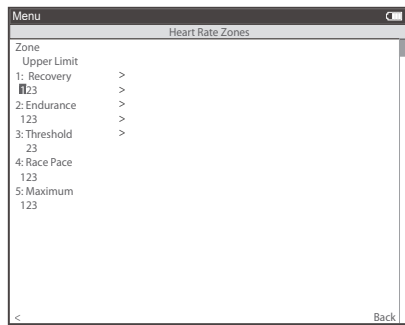 Menu
Heart Rate Zones
Zone
Upper Limit
1: Recovery >
123 >
2: Endurance >
123 >
3: Threshold >
23
4: Race Pace
123
5: Maximum
123
< Back